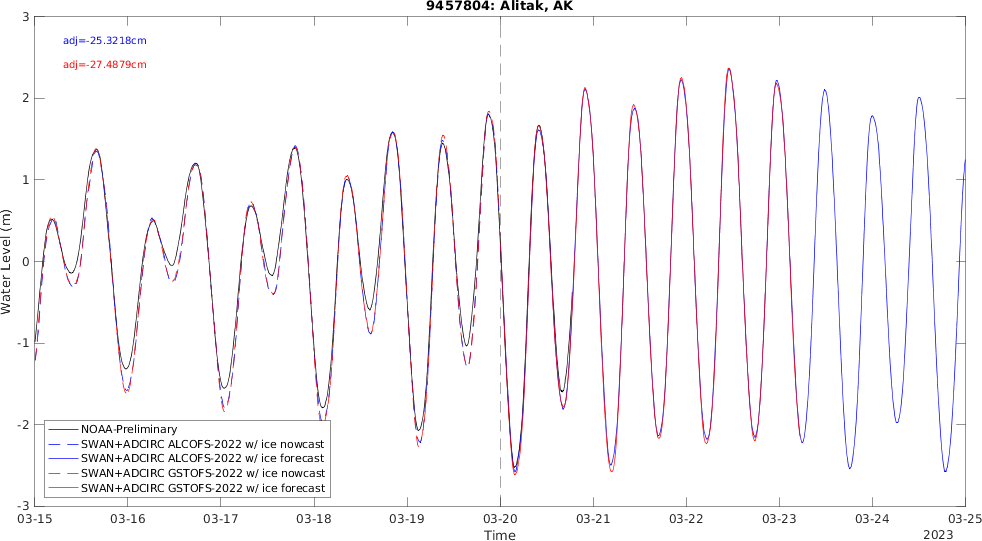 9457804: Alitak, AK
adj=-25.3218cm
adj=-27.4879cm
Water Level (m)
3
2
1
0
-1
-2
-3
NOAA-Preliminary
SWAN+ADCIRC ALCOFS-2022 w/ ice nowcast
SWAN+ADCIRC ALCOFS-2022 w/ ice forecast
SWAN+ADCIRC GSTOFS-2022 w/ ice nowcast
SWAN+ADCIRC GSTOFS-2022 w/ ice forecast
03-15 03-16 03-17 03-18 03-19 03-20 03-21 03-22 03-23 03-24 03-25
Time
2023